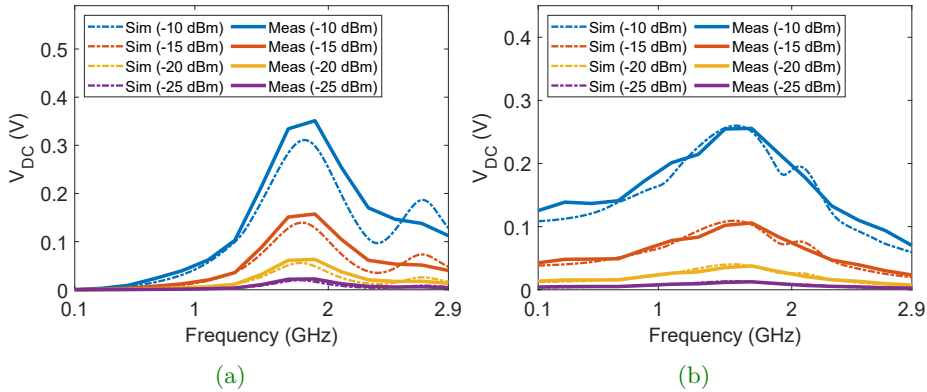 Sim (-10 dBm) Meas (-10 dBm)
Sim (-15 dBm) Meas (-15 dBm)
Sim (-20 dBm) Meas (-20 dBm)
Sim (-25 dBm) Meas (-25 dBm)
0.5
0.4
0.3
0.2
0.1
0
V_DC (V)
0.1 1 2 2.9
Frequency (GHz)
(a)
Sim (-10 dBm) Meas (-10 dBm)
Sim (-15 dBm) Meas (-15 dBm)
Sim (-20 dBm) Meas (-20 dBm)
Sim (-25 dBm) Meas (-25 dBm)
0.4
0.3
0.2
0.1
0
V_DC (V)
0.1 1 2 2.9
Frequency (GHz)
(b)